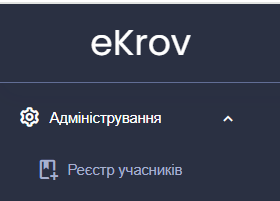 eKrov
Адміністрування
Реєстр учасників